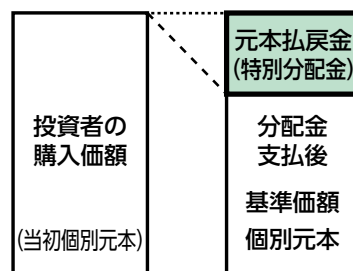 投資者の
購入価額
(当初個別元本)
元本払戻金
(特別分配金)
分配金
支払後
基準価額
個別元本